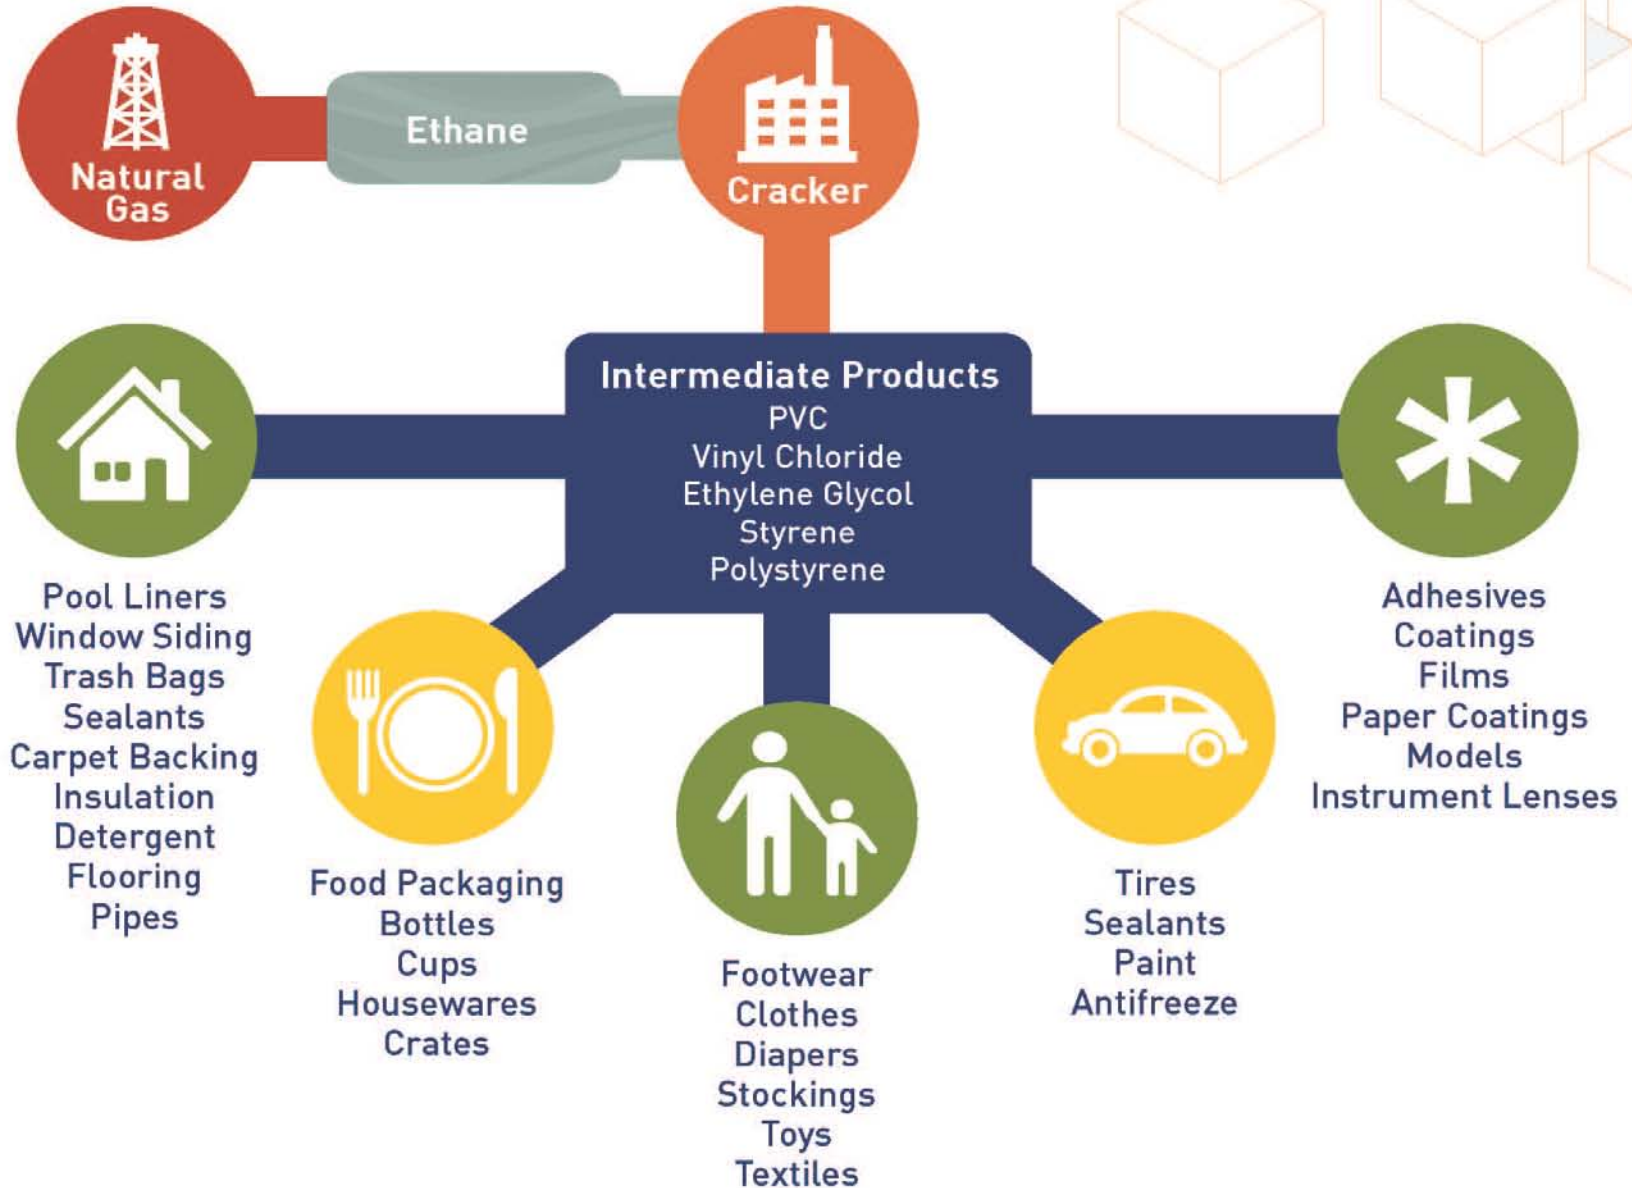 Natural
Gas
Ethane
Cracker
Intermediate Products
PVC
Vinyl Chloride
Ethylene Glycol
Styrene
Polystyrene
Pool Liners
Window Siding
Trash Bags
Sealants
Carpet Backing
Insulation
Detergent
Flooring
Pipes
Food Packaging
Bottles
Cups
Housewares
Crates
Footwear
Clothes
Diapers
Stockings
Toys
Textiles
Tires
Sealants
Paint
Antifreeze
Adhesives
Coatings
Films
Paper Coatings
Models
Instrument Lenses